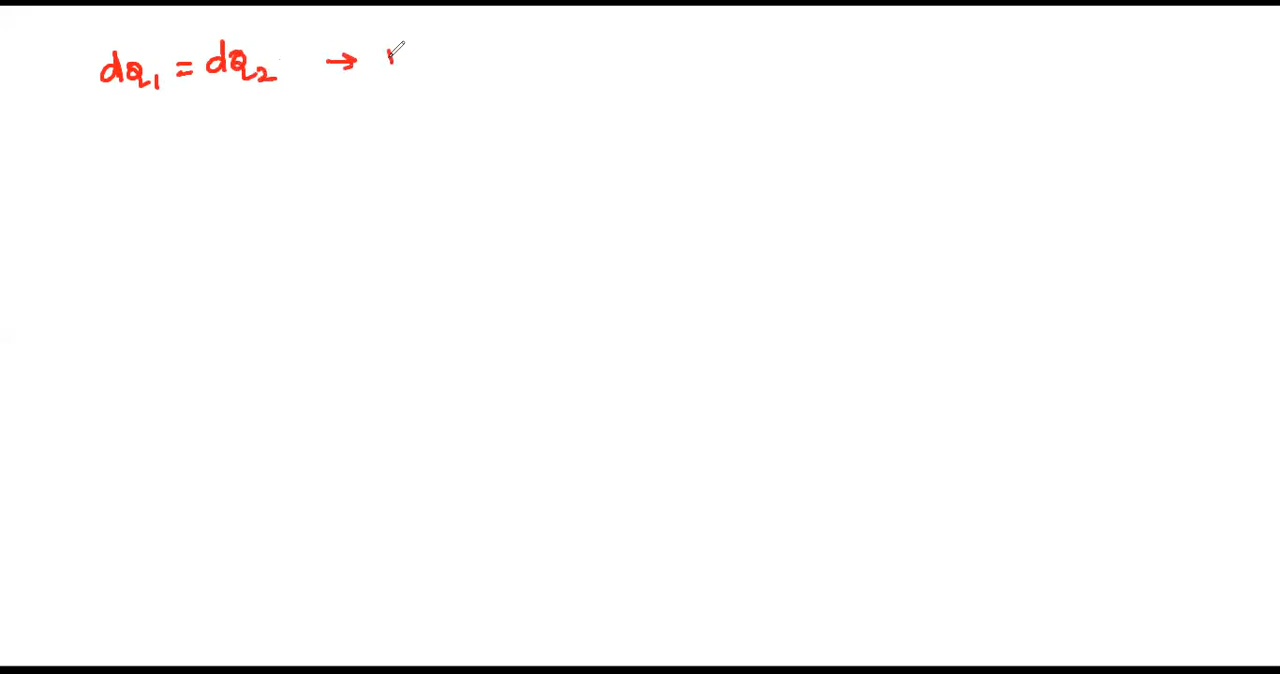 dQ₁ = dQ₂ →